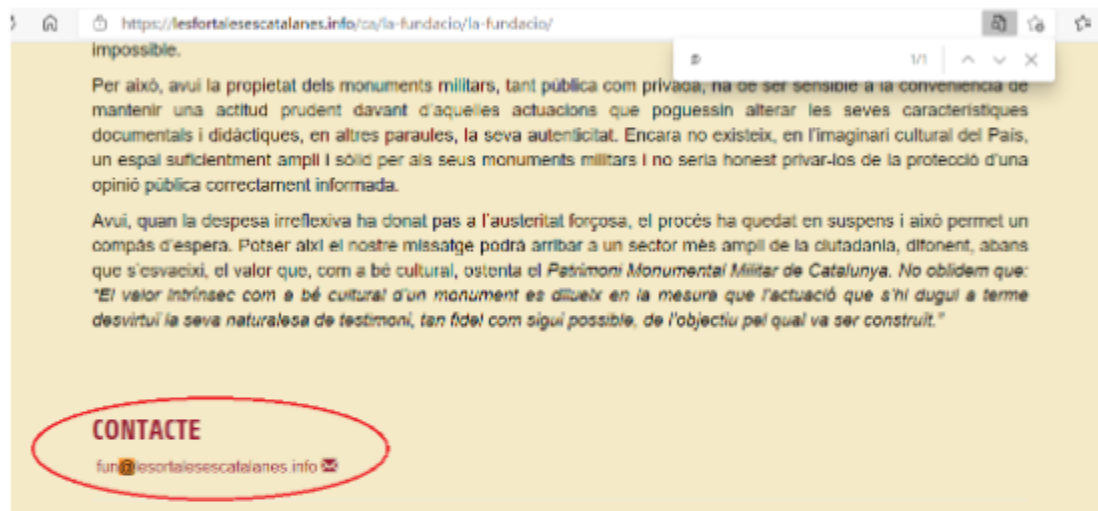 https://lesfortalesescatalanes.info/ca/la-fundacio/la-fundacio/
1/1
impossible.
Per això, avui la propietat dels monuments militars, tant pública com privada, ha de ser sensible a la conveniència de
mantenir una actitud prudent davant d'aquelles actuacions que poguessin alterar les seves característiques
documentals i didàctiques, en altres paraules, la seva autenticitat. Encara no existeix, en l'imaginari cultural del País,
un espai suficientment ampli i sòlid per als seus monuments militars i no seria honest privar-los de la protecció d'una
opinió pública correctament informada.
Avui, quan la despesa irreflexiva ha donat pas a l'austeritat forçosa, el procés ha quedat en suspens i això permet un
compàs d'espera. Potser així el nostre missatge podrà arribar a un sector més ampli de la ciutadania, difonent, abans
que s'esvaeixi, el valor que, com a bé cultural, ostenta el Patrimoni Monumental Militar de Catalunya. No oblidem que:
"El valor intrínsec com a bé cultural d'un monument es dilueix en la mesura que l'actuació que s'hi dugui a terme
desvirtuï la seva naturalesa de testimoni, tan fidel com sigui possible, de l'objectiu pel qual va ser construït."
CONTACTE
fun@lesortalesescatalanes.info